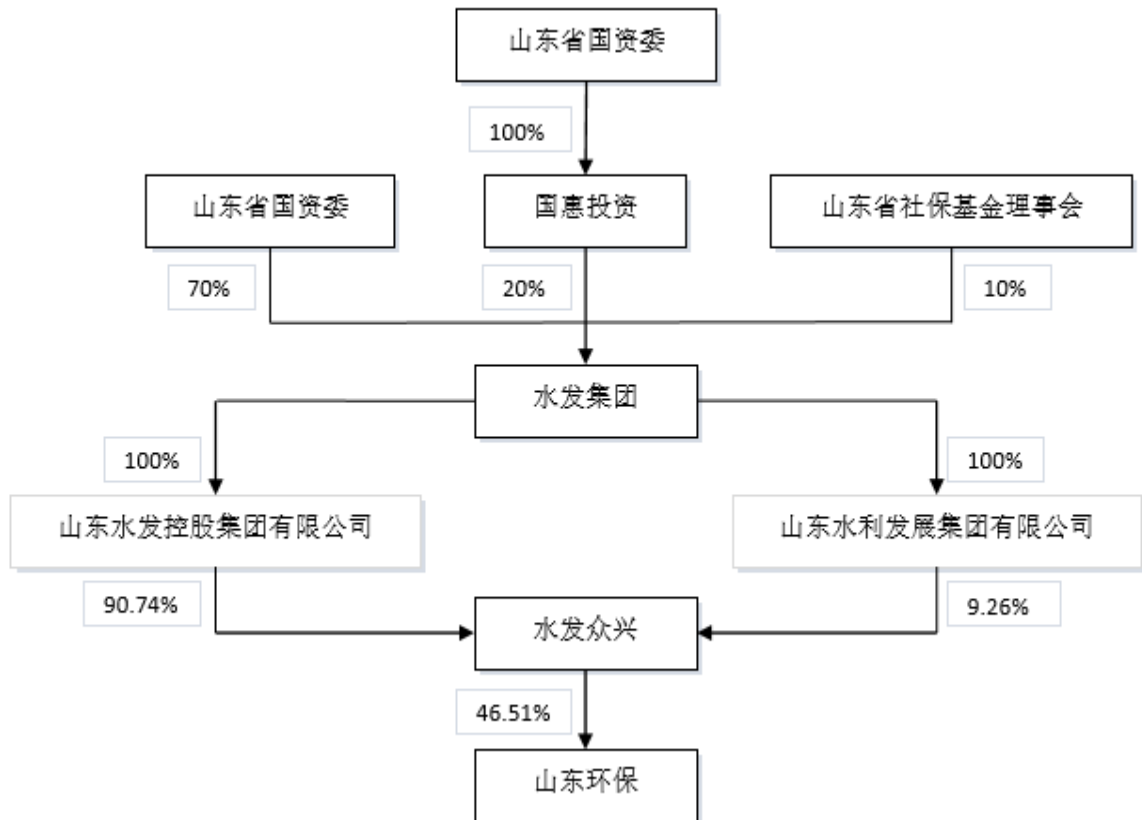 山东省国资委
100%
山东省国资委
国惠投资
山东省社保基金理事会
70%
20%
10%
水发集团
100%
100%
山东水发控股集团有限公司
山东水利发展集团有限公司
90.74%
9.26%
水发众兴
46.51%
山东环保